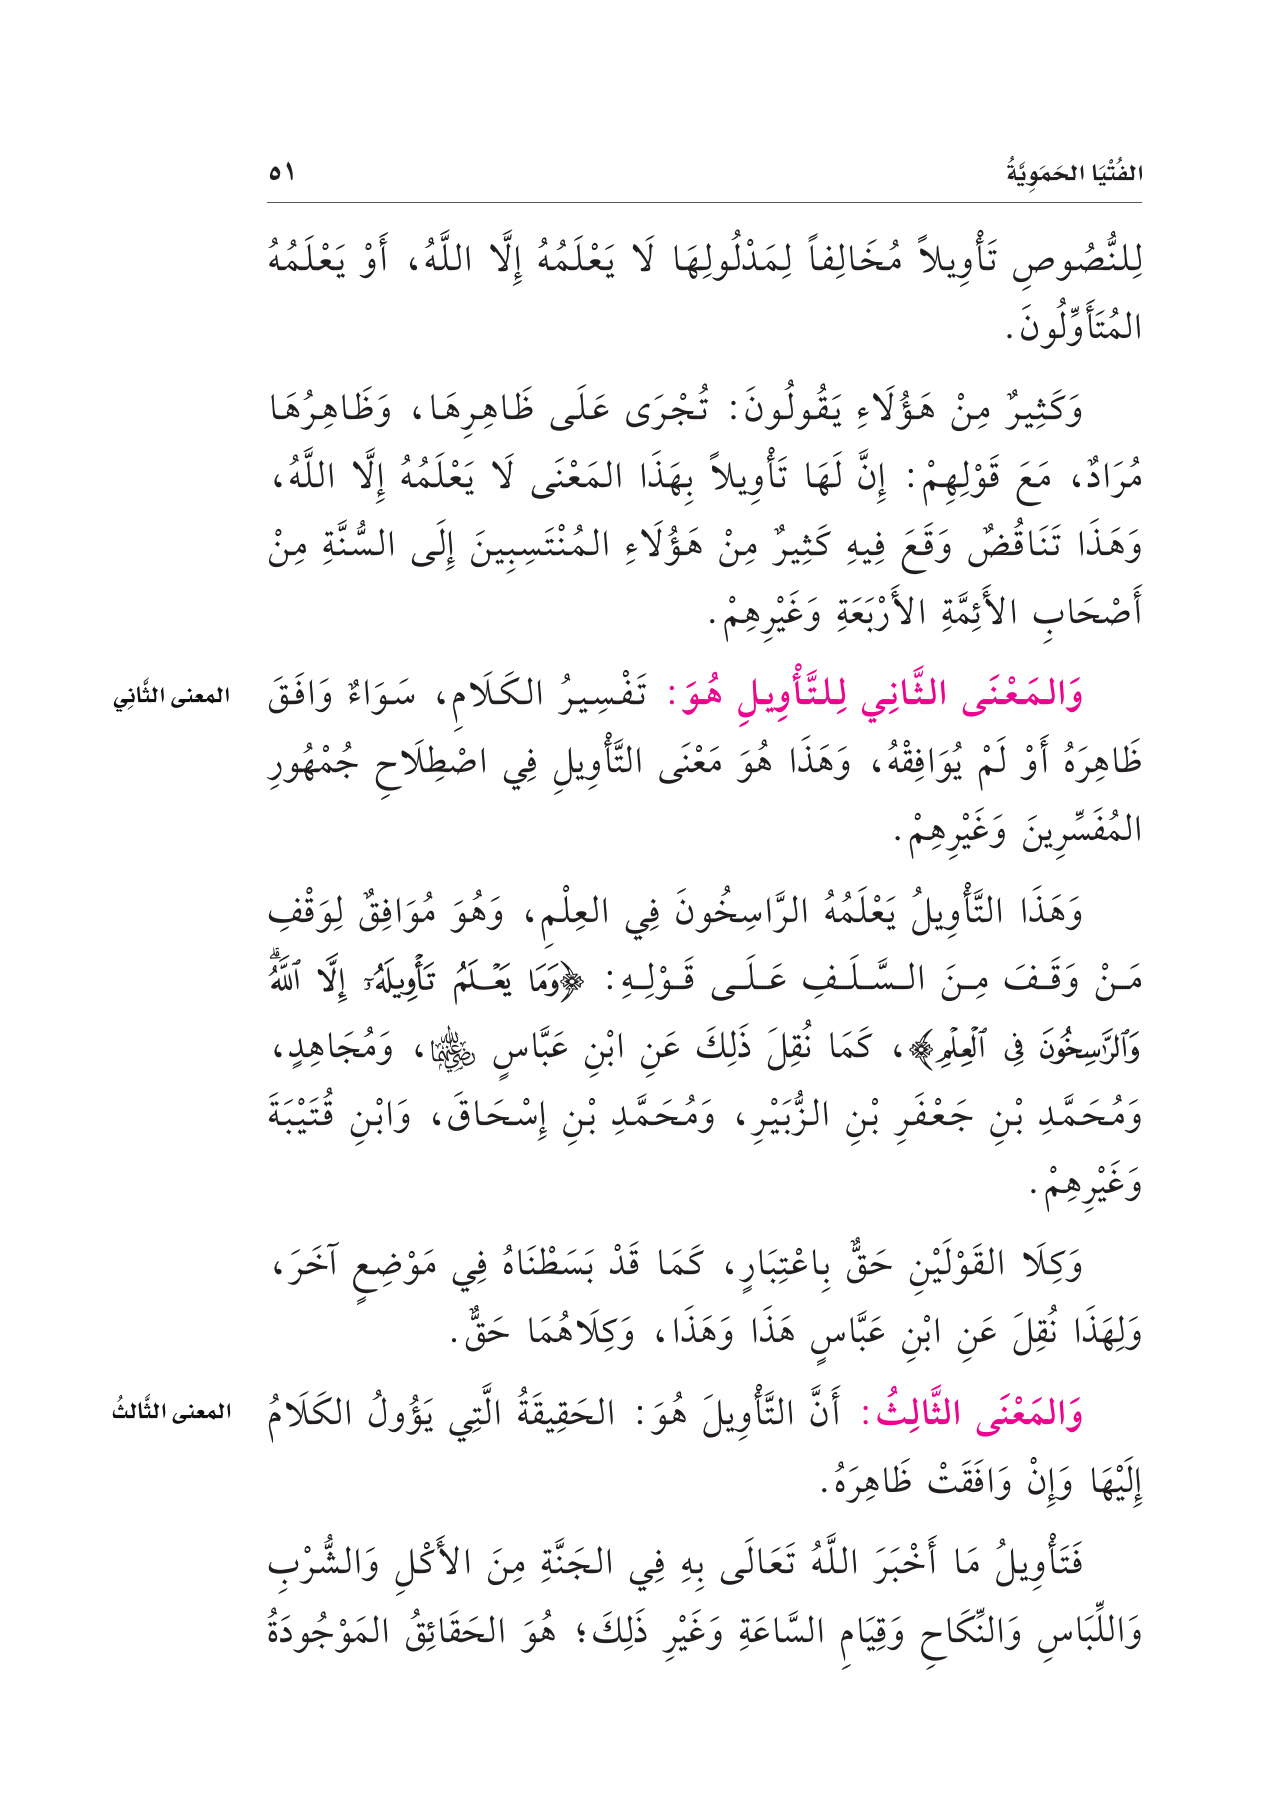 الفُتْيَا الحَمَوِيَّةُ ٥١
لِلنُّصُوصِ تَأْوِيلاً مُخَالِفاً لِمَدْلُولِهَا لَا يَعْلَمُهُ إِلَّا اللَّهُ، أَوْ يَعْلَمُهُ
المُتَأَوِّلُونَ.
وَكَثِيرٌ مِنْ هَؤُلَاءِ يَقُولُونَ: تُجْرَى عَلَى ظَاهِرِهَا، وَظَاهِرُهَا
مُرَادٌ، مَعَ قَوْلِهِمْ: إِنَّ لَهَا تَأْوِيلاً بِهَذَا المَعْنَى لَا يَعْلَمُهُ إِلَّا اللَّهُ،
وَهَذَا تَنَاقُضٌ وَقَعَ فِيهِ كَثِيرٌ مِنْ هَؤُلَاءِ المُنْتَسِبِينَ إِلَى السُّنَّةِ مِنْ
أَصْحَابِ الأَئِمَّةِ الأَرْبَعَةِ وَغَيْرِهِمْ.
وَالمَعْنَى الثَّانِي لِلتَّأْوِيلِ هُوَ: تَفْسِيرُ الكَلَامِ، سَوَاءٌ وَافَقَ
المعنى الثَّانِي
ظَاهِرَهُ أَوْ لَمْ يُوَافِقْهُ، وَهَذَا هُوَ مَعْنَى التَّأْوِيلِ فِي اصْطِلَاحِ جُمْهُورِ
المُفَسِّرِينَ وَغَيْرِهِمْ.
وَهَذَا التَّأْوِيلُ يَعْلَمُهُ الرَّاسِخُونَ فِي العِلْمِ، وَهُوَ مُوَافِقٌ لِوَقْفِ
مَنْ وَقَفَ مِنَ السَّلَفِ عَلَى قَوْلِهِ: ﴿وَمَا يَعْلَمُ تَأْوِيلَهُۥٓ إِلَّا ٱللَّهُۗ
وَٱلرَّٰسِخُونَ فِى ٱلْعِلْمِ﴾، كَمَا نُقِلَ ذَلِكَ عَنِ ابْنِ عَبَّاسٍ رضي الله عنهما، وَمُجَاهِدٍ،
وَمُحَمَّدِ بْنِ جَعْفَرِ بْنِ الزُّبَيْرِ، وَمُحَمَّدِ بْنِ إِسْحَاقَ، وَابْنِ قُتَيْبَةَ
وَغَيْرِهِمْ.
وَكِلَا القَوْلَيْنِ حَقٌّ بِاعْتِبَارٍ، كَمَا قَدْ بَسَطْنَاهُ فِي مَوْضِعٍ آخَرَ،
وَلِهَذَا نُقِلَ عَنِ ابْنِ عَبَّاسٍ هَذَا وَهَذَا، وَكِلَاهُمَا حَقٌّ.
وَالمَعْنَى الثَّالِثُ: أَنَّ التَّأْوِيلَ هُوَ: الحَقِيقَةُ الَّتِي يَؤُولُ الكَلَامُ
المعنى الثَّالثُ
إِلَيْهَا وَإِنْ وَافَقَتْ ظَاهِرَهُ.
فَتَأْوِيلُ مَا أَخْبَرَ اللَّهُ تَعَالَى بِهِ فِي الجَنَّةِ مِنَ الأَكْلِ وَالشُّرْبِ
وَاللِّبَاسِ وَالنِّكَاحِ وَقِيَامِ السَّاعَةِ وَغَيْرِ ذَلِكَ؛ هُوَ الحَقَائِقُ المَوْجُودَةُ